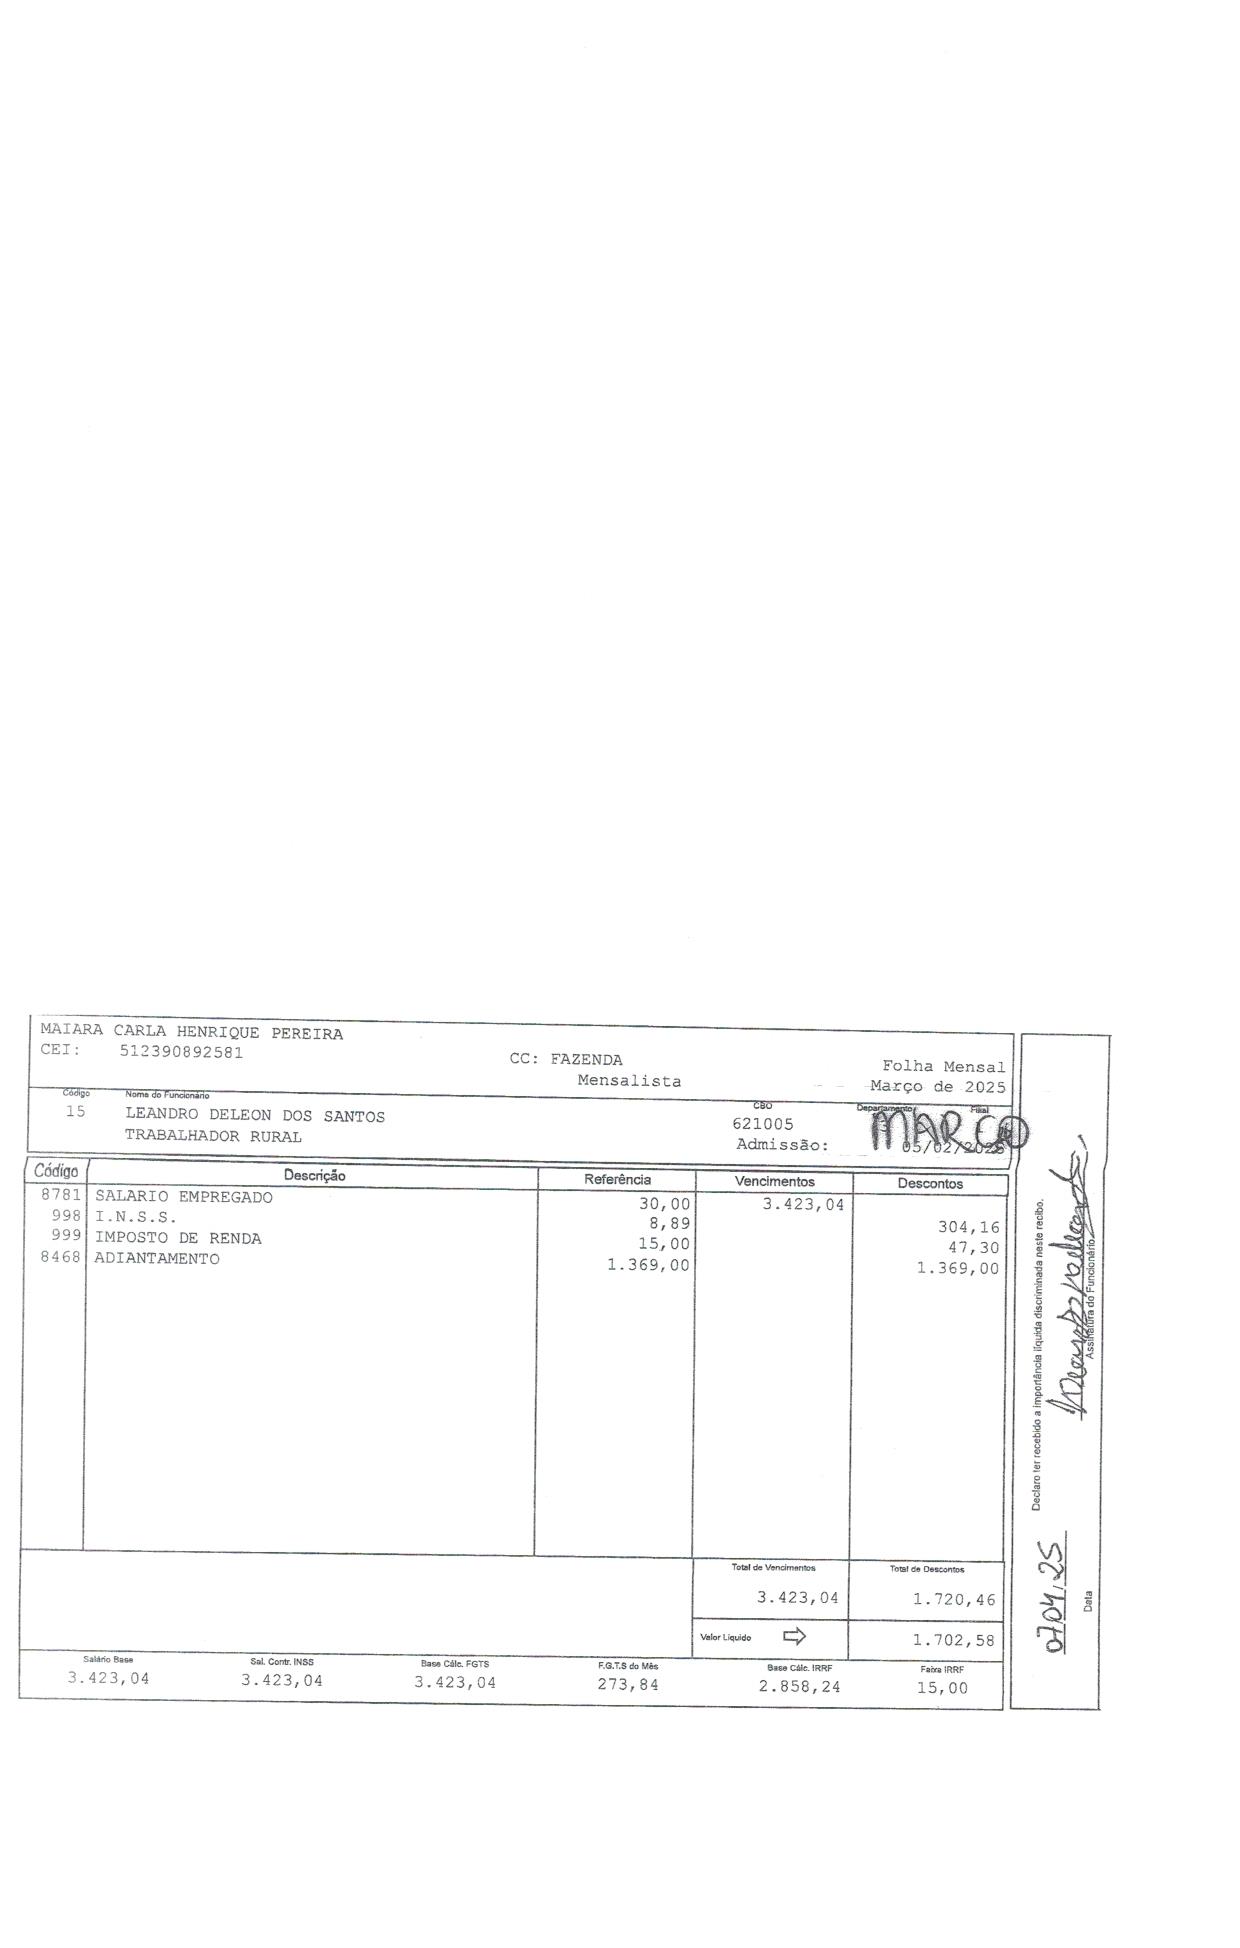 MAIARA CARLA HENRIQUE PEREIRA
CEI: 512390892581
CC: FAZENDA
Folha Mensal
Mensalista
Março de 2025
Código Nome do Funcionário CBO Departamento Filial
15 LEANDRO DELEON DOS SANTOS 621005
TRABALHADOR RURAL Admissão: 05/02/2025
MARÇO
Código Descrição Referência Vencimentos Descontos
8781 SALARIO EMPREGADO 30,00 3.423,04
998 I.N.S.S. 8,89 304,16
999 IMPOSTO DE RENDA 15,00 47,30
8468 ADIANTAMENTO 1.369,00 1.369,00
Total de Vencimentos Total de Descontos
3.423,04 1.720,46
Valor Líquido 1.702,58
Salário Base Sal. Contr. INSS Base Cálc. FGTS F.G.T.S do Mês Base Cálc. IRRF Faixa IRRF
3.423,04 3.423,04 3.423,04 273,84 2.858,24 15,00
Declaro ter recebido a importância líquida discriminada neste recibo.
Assinatura do Funcionário
07.04.25
Data